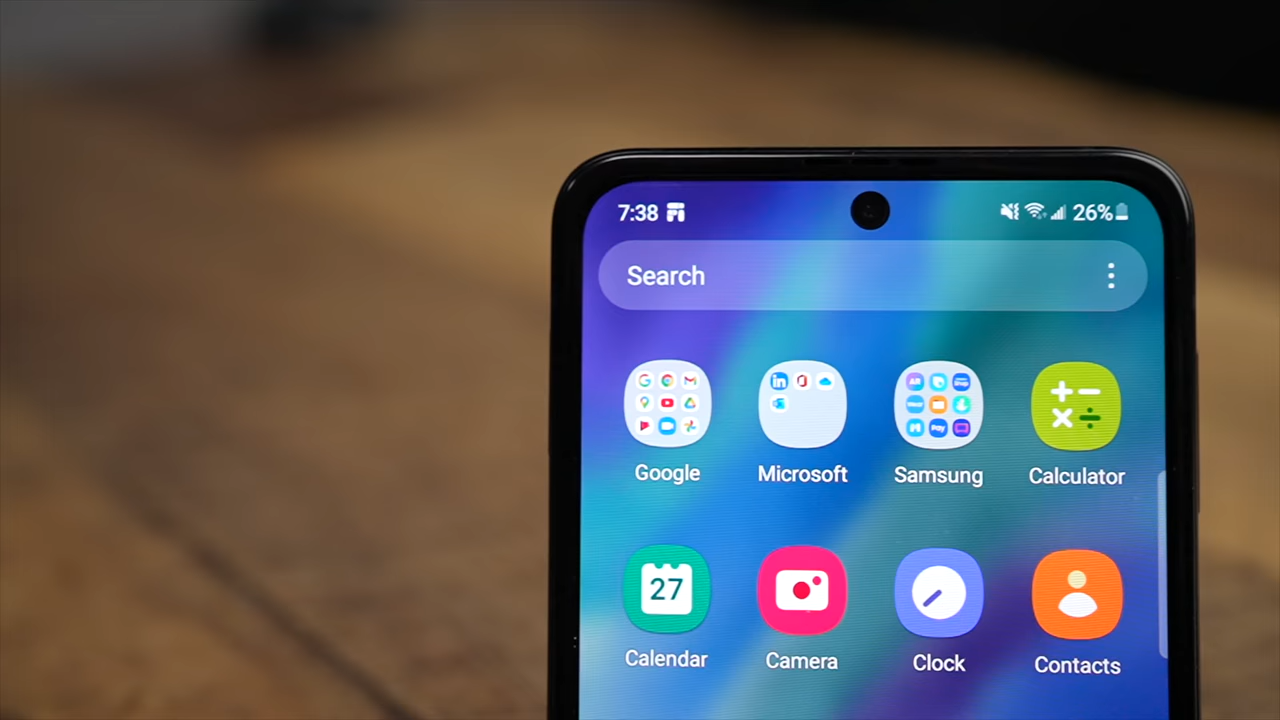 7:38
26%
Search
Google
Microsoft
Samsung
Calculator
27
Calendar
Camera
Clock
Contacts